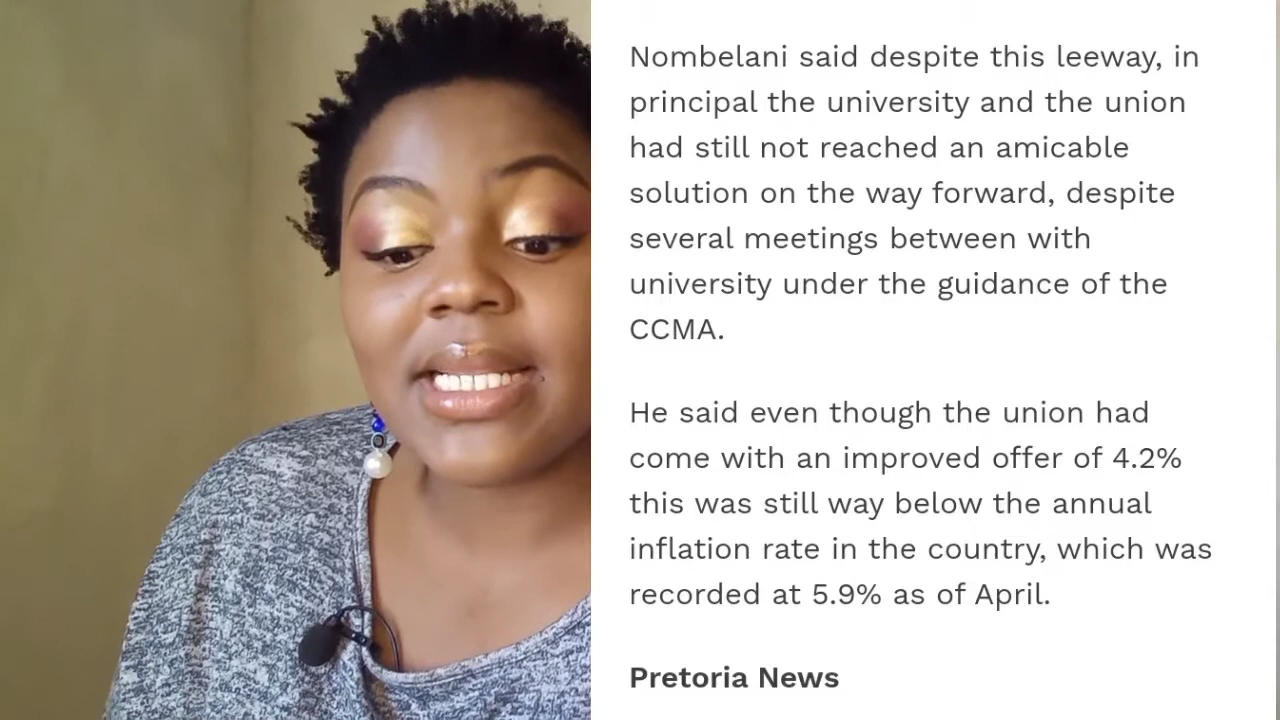 Nombelani said despite this leeway, in
principal the university and the union
had still not reached an amicable
solution on the way forward, despite
several meetings between with
university under the guidance of the
CCMA.
He said even though the union had
come with an improved offer of 4.2%
this was still way below the annual
inflation rate in the country, which was
recorded at 5.9% as of April.
Pretoria News